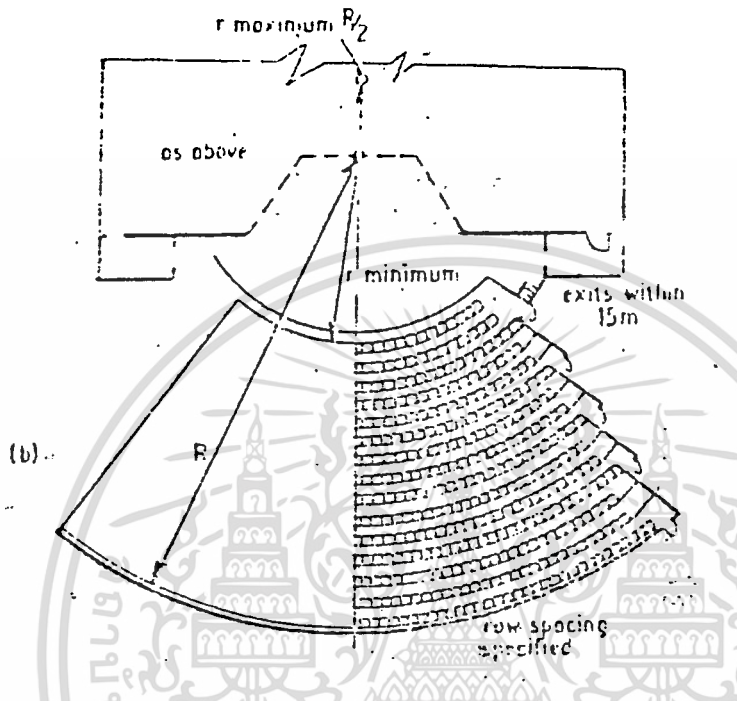 r maximum R/2
as above
r minimum
exits within
15m
(b)
R
row spacing
specified